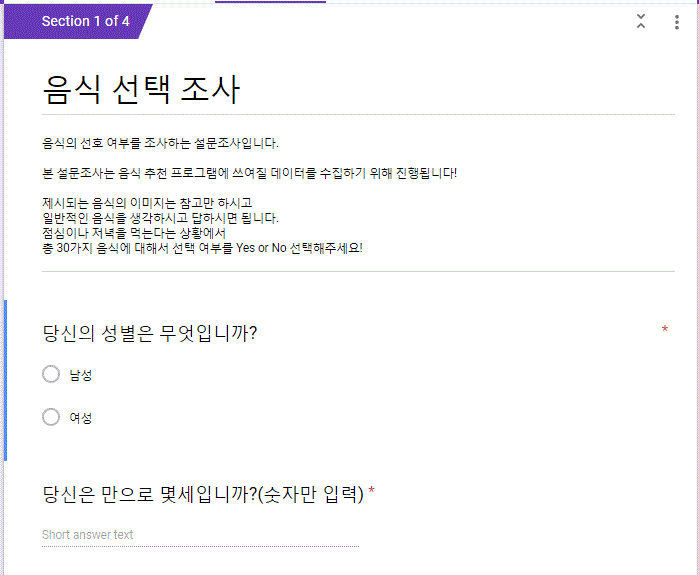 Section 1 of 4
음식 선택 조사
음식의 선호 여부를 조사하는 설문조사입니다.
본 설문조사는 음식 추천 프로그램에 쓰여질 데이터를 수집하기 위해 진행됩니다!
제시되는 음식의 이미지는 참고만 하시고
일반적인 음식을 생각하시고 답하시면 됩니다.
점심이나 저녁을 먹는다는 상황에서
총 30가지 음식에 대해서 선택 여부를 Yes or No 선택해주세요!
당신의 성별은 무엇입니까? *
남성
여성
당신은 만으로 몇세입니까?(숫자만 입력) *
Short answer text